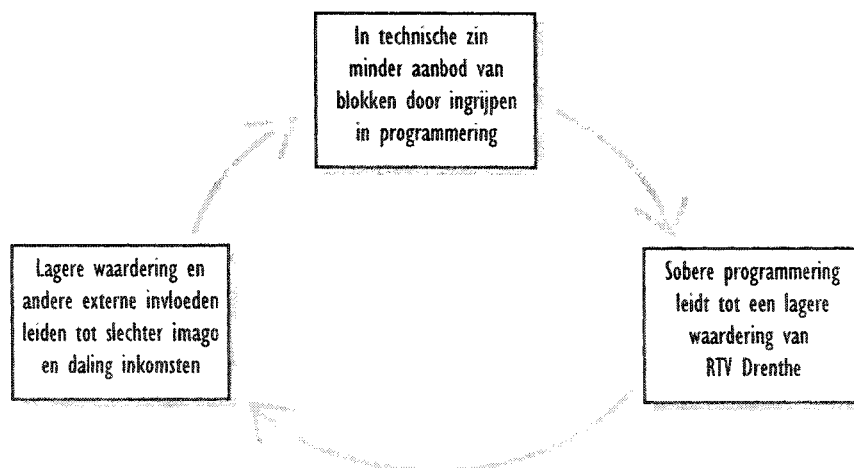 In technische zin
minder aanbod van
blokken door ingrijpen
in programmering
Lagere waardering en
andere externe invloeden
leiden tot slechter imago
en daling inkomsten
Sobere programmering
leidt tot een lagere
waardering van
RTV Drenthe